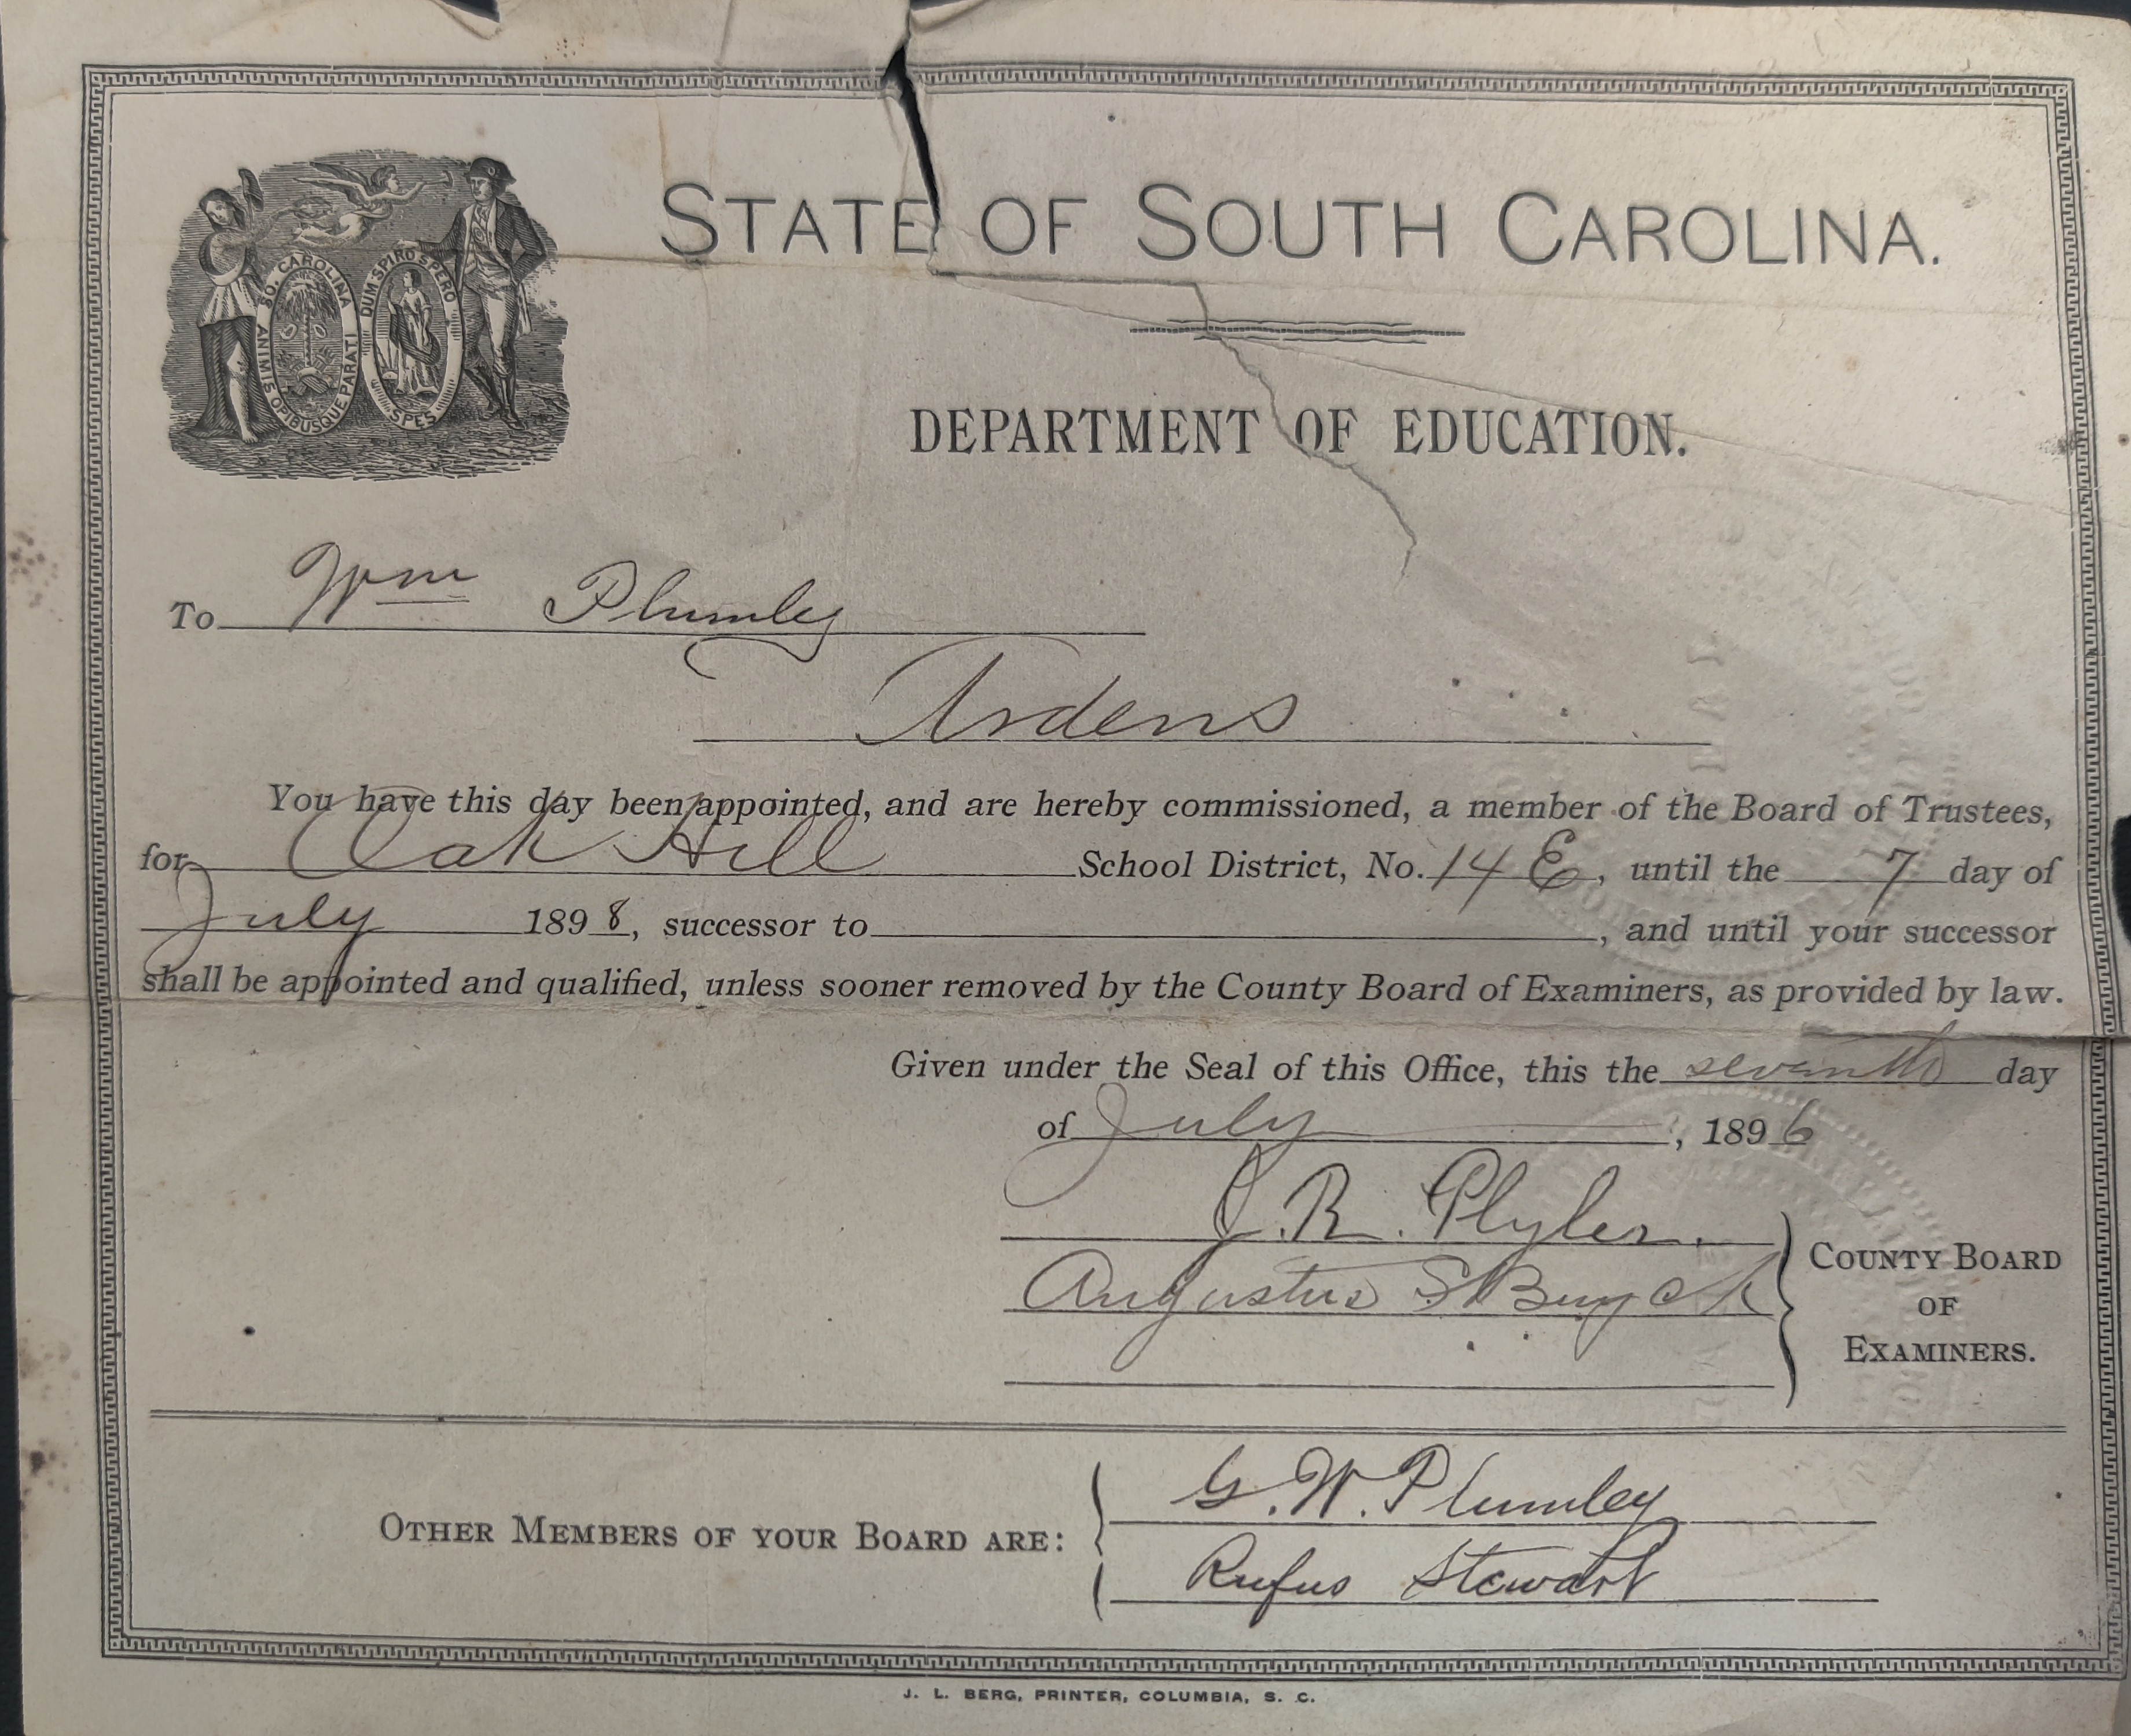 SO. CAROLINA
ANIMIS OPIBUSQUE PARATI
DUM SPIRO SPERO
SPES
STATE OF SOUTH CAROLINA.
DEPARTMENT OF EDUCATION.
To Wm Plumley
Ardens
You have this day been appointed, and are hereby commissioned, a member of the Board of Trustees,
for Oak Hill School District, No. 14 E, until the 7 day of
July 1898, successor to , and until your successor
shall be appointed and qualified, unless sooner removed by the County Board of Examiners, as provided by law.
Given under the Seal of this Office, this the seventh day
of July , 1896
J. R. Plyler.
Augustus S
COUNTY BOARD
OF
EXAMINERS.
OTHER MEMBERS OF YOUR BOARD ARE:
G. W. Plumley
Rufus Stewart
J. L. BERG, PRINTER, COLUMBIA, S. C.